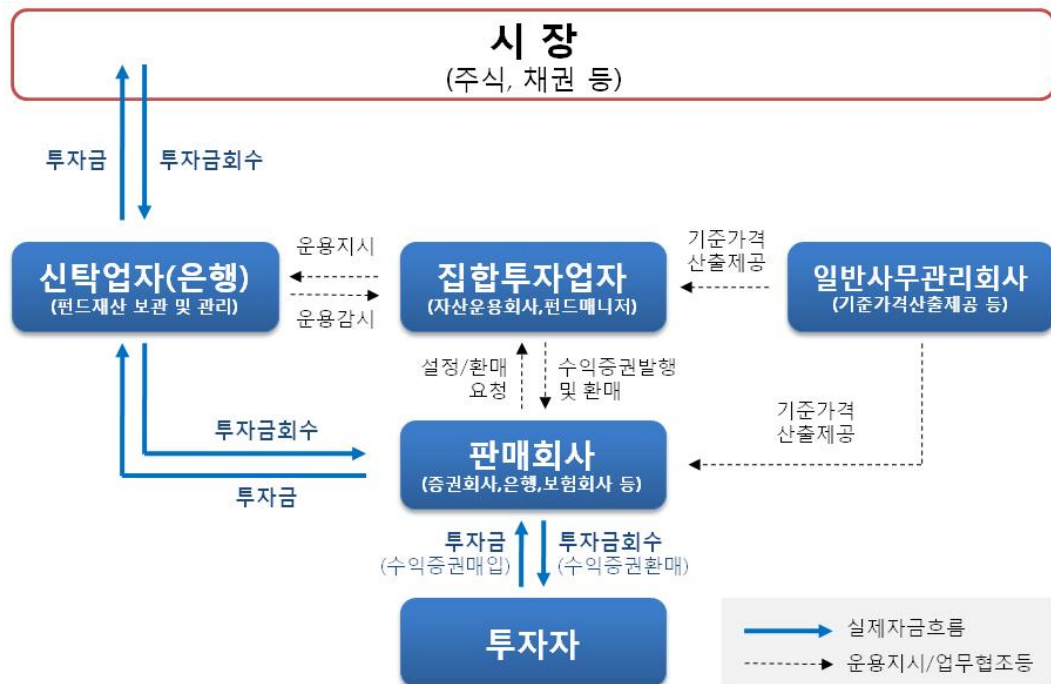 시 장
(주식, 채권 등)
투자금
투자금회수
신탁업자(은행)
(펀드재산 보관 및 관리)
운용지시
운용감시
집합투자업자
(자산운용회사,펀드매니저)
기준가격
산출제공
일반사무관리회사
(기준가격산출제공 등)
설정/환매
요청
수익증권발행
및 환매
기준가격
산출제공
투자금회수
투자금
판매회사
(증권회사,은행,보험회사 등)
투자금
(수익증권매입)
투자금회수
(수익증권환매)
투자자
실제자금흐름
운용지시/업무협조등